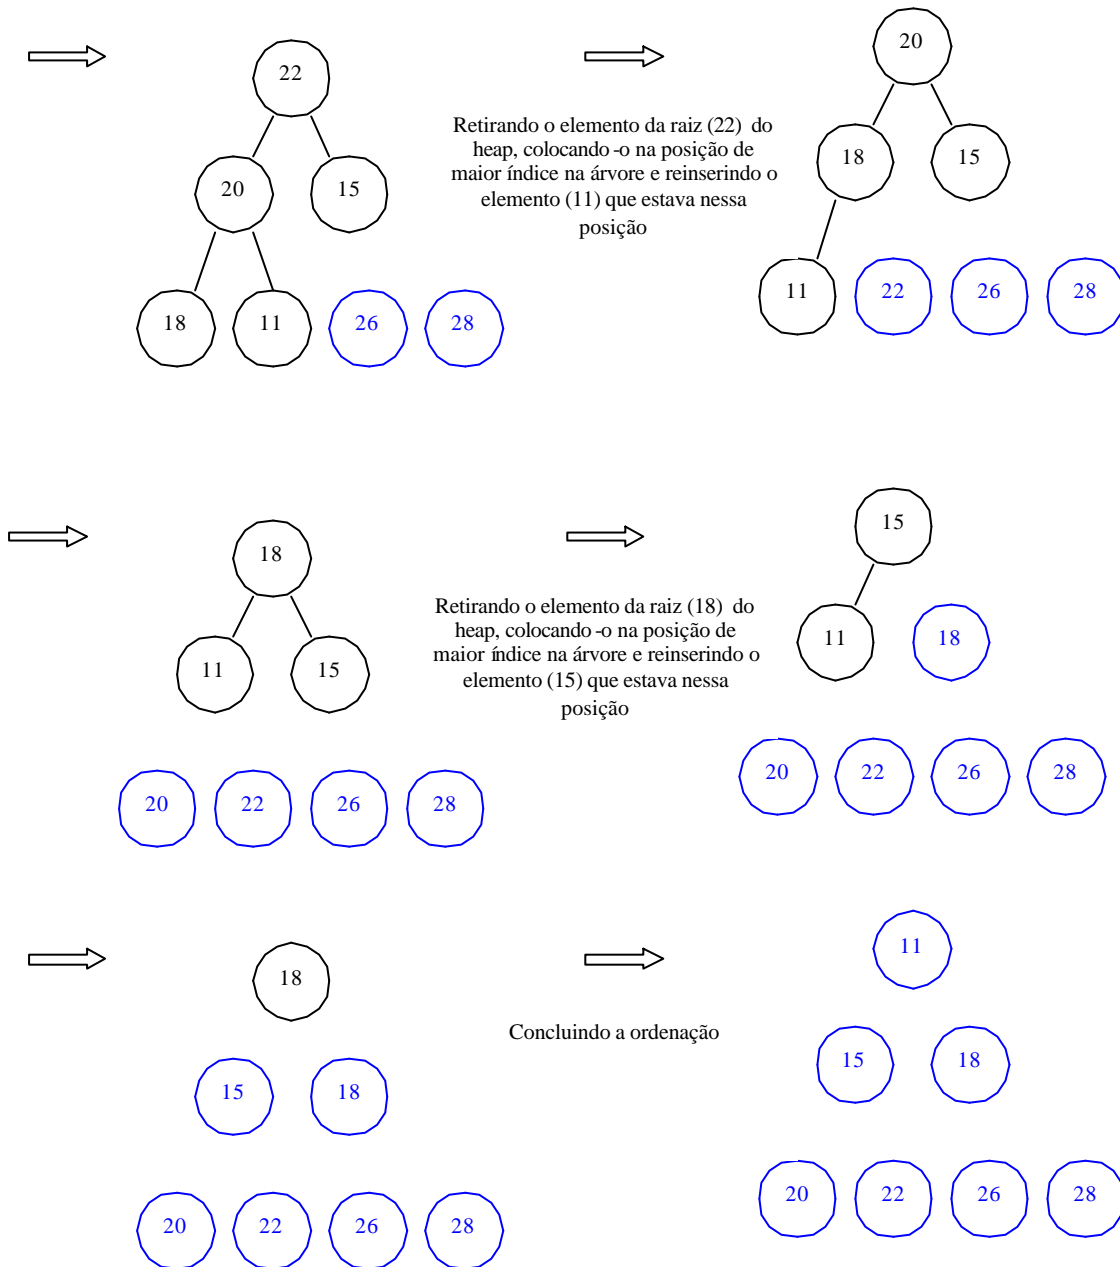 22
20 15
18 11 26 28
Retirando o elemento da raiz (22) do
heap, colocando -o na posição de
maior índice na árvore e reinserindo o
elemento (11) que estava nessa
posição
20
18 15
11 22 26 28
18
11 15
20 22 26 28
Retirando o elemento da raiz (18) do
heap, colocando -o na posição de
maior índice na árvore e reinserindo o
elemento (15) que estava nessa
posição
15
11 18
20 22 26 28
18
15 18
20 22 26 28
Concluindo a ordenação
11
15 18
20 22 26 28